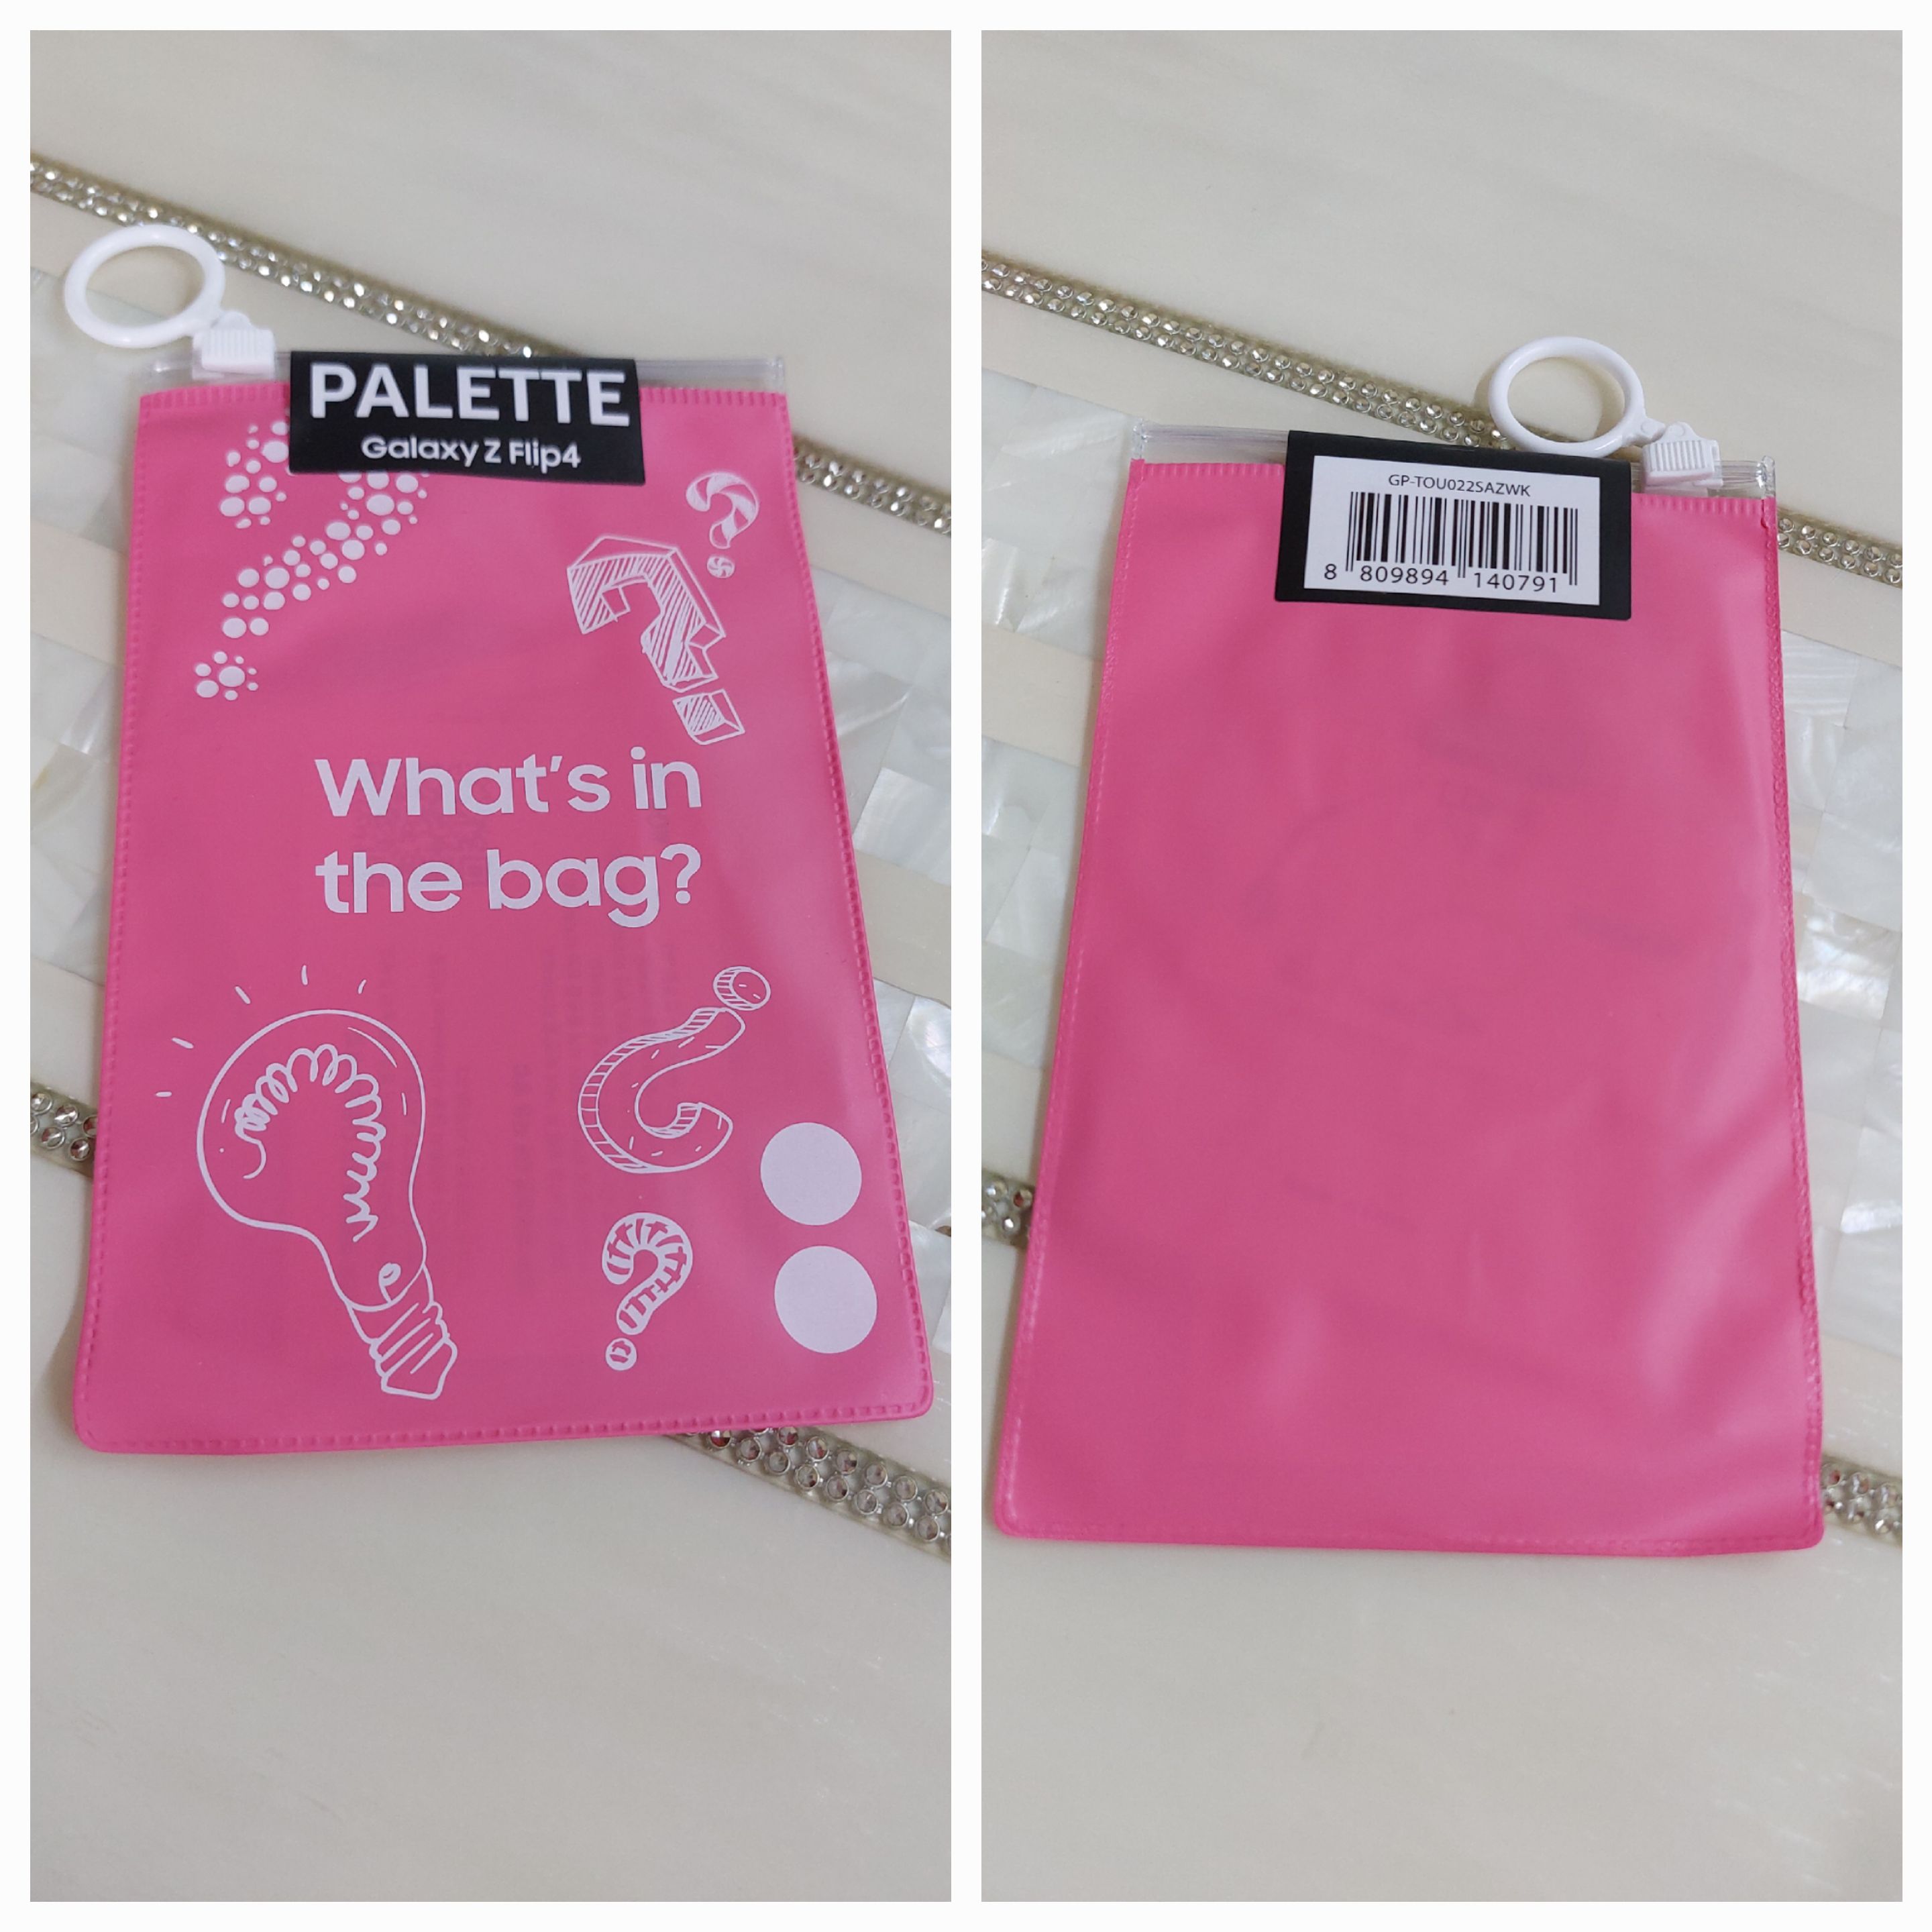 PALETTE
Galaxy Z Flip4
What's in
the bag?
GP-TOU022SAZWK
8 809894 140791